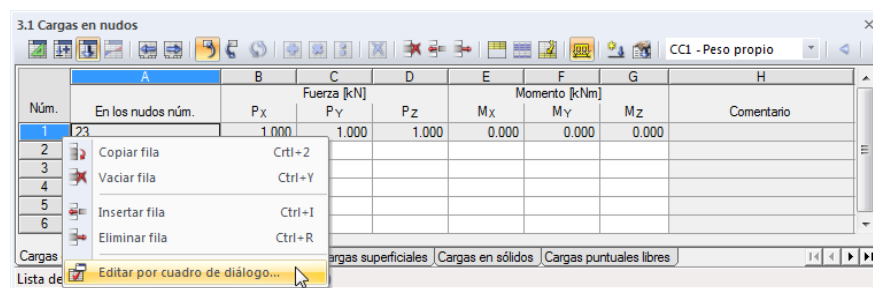 3.1 Cargas en nudos
CC1 - Peso propio
A B C D E F G H
Fuerza [kN] Momento [kNm]
Núm. En los nudos núm. PX PY PZ MX MY MZ Comentario
1 23 1.000 1.000 1.000 0.000 0.000 0.000
2
3
4
5
6
Copiar fila Crtl+2
Vaciar fila Ctrl+Y
Insertar fila Ctrl+I
Eliminar fila Ctrl+R
Editar por cuadro de diálogo...
Cargas argas superficiales Cargas en sólidos Cargas puntuales libres
Lista de